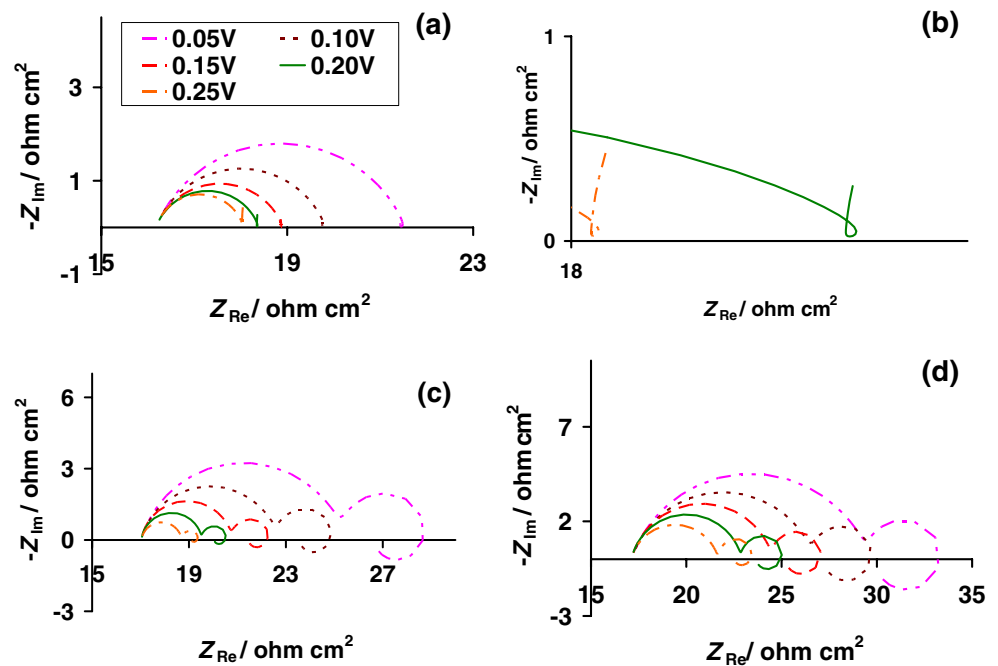 (a)
0.05V 0.10V
0.15V 0.20V
0.25V
-Z_Im / ohm cm²
3
1
-1
15 19 23
Z_Re / ohm cm²
(b)
-Z_Im / ohm cm²
1
0
18
Z_Re / ohm cm²
(c)
-Z_Im / ohm cm²
6
3
0
-3
15 19 23 27
Z_Re / ohm cm²
(d)
-Z_Im / ohm cm²
7
2
-3
15 20 25 30 35
Z_Re / ohm cm²